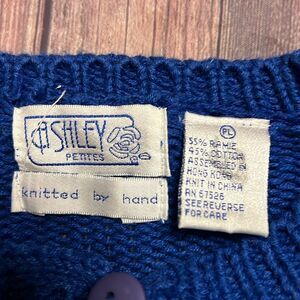 ASHLEY
PETITES
knitted by hand
PL
55% RAMIE
45% COTTON
ASSEMBLED IN
HONG KONG
KNIT IN CHINA
RN 67526
SEE REVERSE
FOR CARE